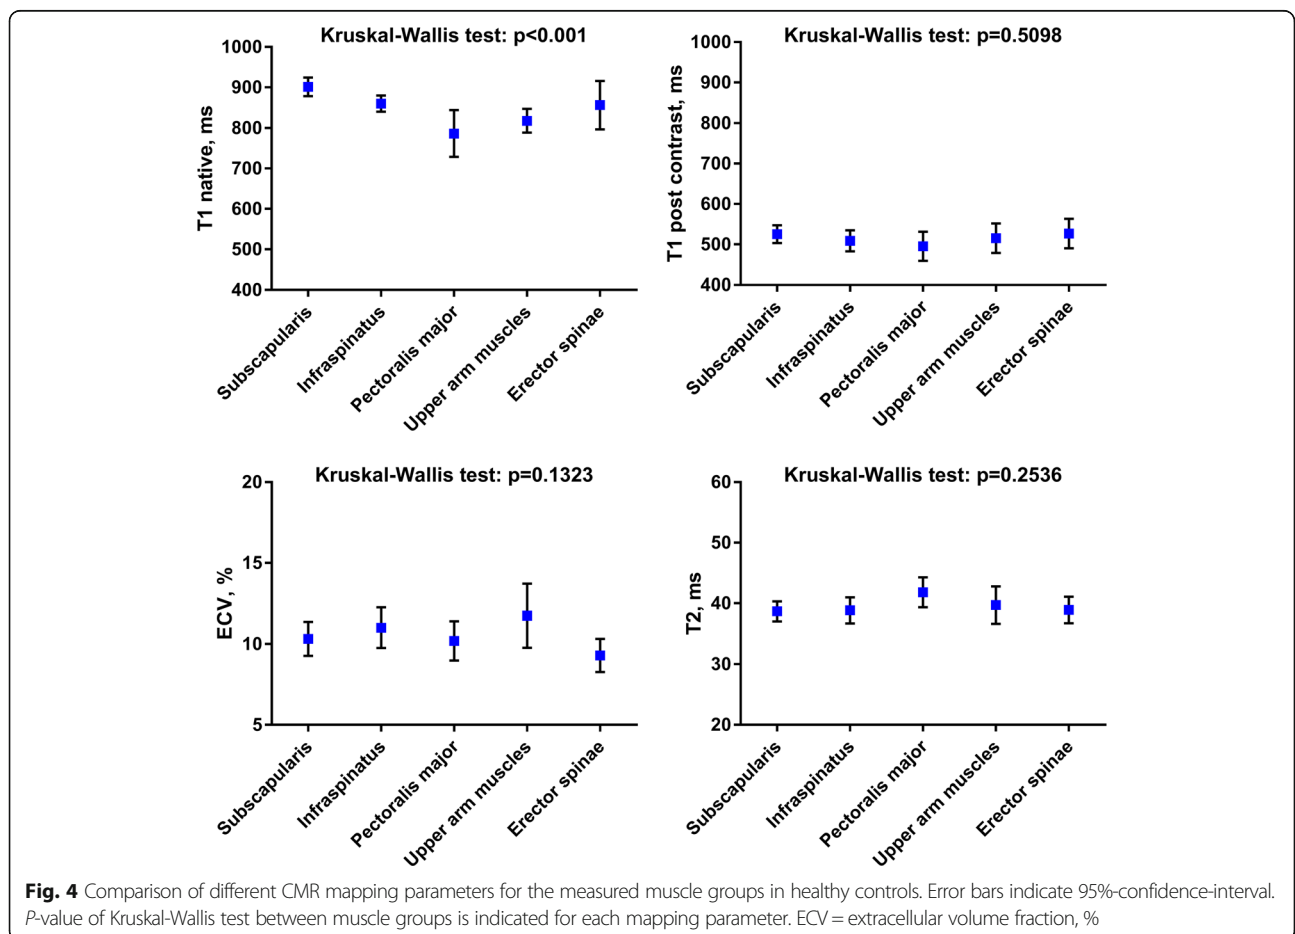 Kruskal-Wallis test: p<0.001
T1 native, ms
1000
900
800
700
600
500
400
Subscapularis
Infraspinatus
Pectoralis major
Upper arm muscles
Erector spinae
Kruskal-Wallis test: p=0.5098
T1 post contrast, ms
1000
900
800
700
600
500
400
Subscapularis
Infraspinatus
Pectoralis major
Upper arm muscles
Erector spinae
Kruskal-Wallis test: p=0.1323
ECV, %
20
15
10
5
Subscapularis
Infraspinatus
Pectoralis major
Upper arm muscles
Erector spinae
Kruskal-Wallis test: p=0.2536
T2, ms
60
50
40
30
20
Subscapularis
Infraspinatus
Pectoralis major
Upper arm muscles
Erector spinae
Fig. 4 Comparison of different CMR mapping parameters for the measured muscle groups in healthy controls. Error bars indicate 95%-confidence-interval.
P-value of Kruskal-Wallis test between muscle groups is indicated for each mapping parameter. ECV = extracellular volume fraction, %